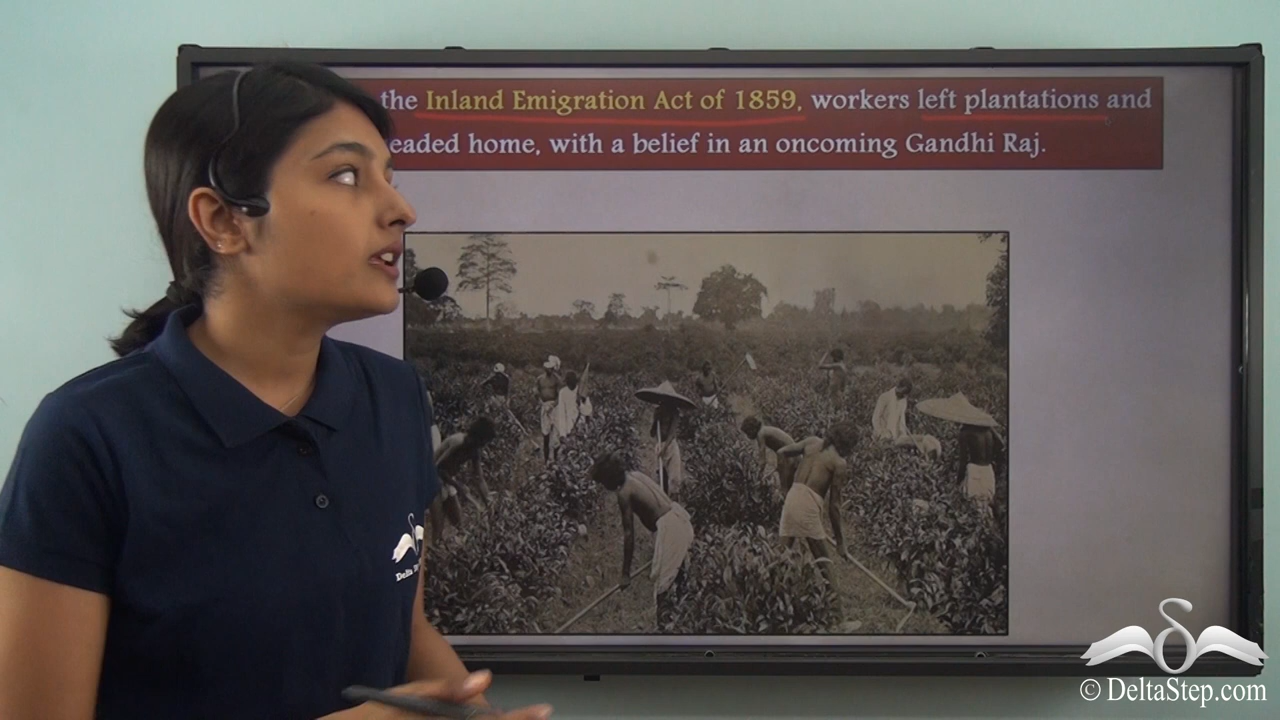 the Inland Emigration Act of 1859, workers left plantations and
eaded home, with a belief in an oncoming Gandhi Raj.
Delta
© DeltaStep.com